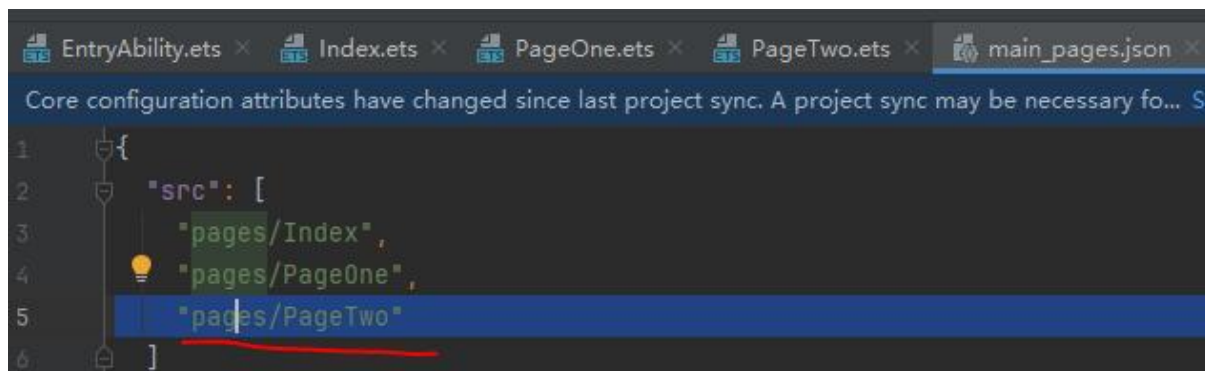 EntryAbility.ets Index.ets PageOne.ets PageTwo.ets main_pages.json
Core configuration attributes have changed since last project sync. A project sync may be necessary fo... S
1 {
2 "src": [
3 "pages/Index",
4 "pages/PageOne",
5 "pages/PageTwo"
6 ]